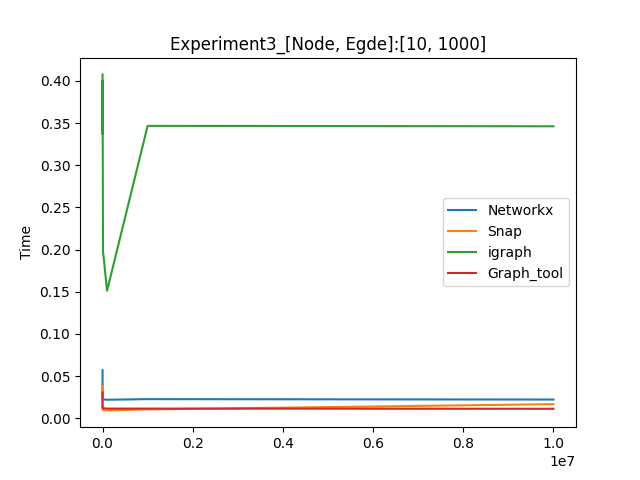 Experiment3_[Node, Egde]:[10, 1000]
Time
0.40
0.35
0.30
0.25
0.20
0.15
0.10
0.05
0.00
Networkx
Snap
igraph
Graph_tool
0.0 0.2 0.4 0.6 0.8 1.0
1e7